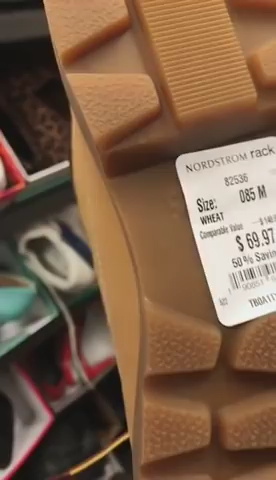 NORDSTROM rack
82536
Size: 085 M
WHEAT
Comparable Value
$ 69.97
50% Savin